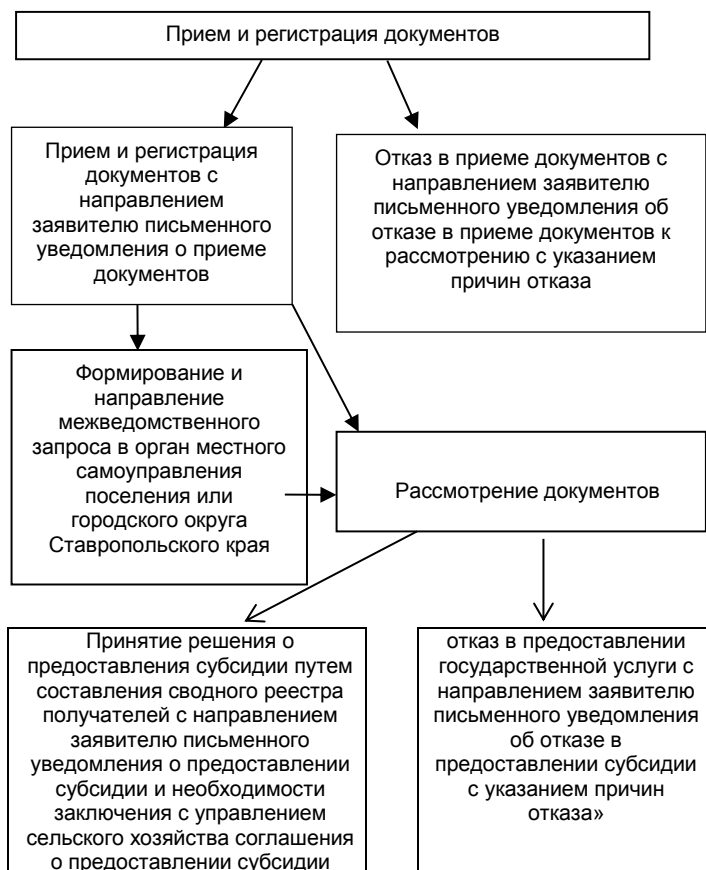 Прием и регистрация документов
Прием и регистрация
документов с
направлением
заявителю письменного
уведомления о приеме
документов
Отказ в приеме документов с
направлением заявителю
письменного уведомления об
отказе в приеме документов к
рассмотрению с указанием
причин отказа
Формирование и
направление
межведомственного
запроса в орган местного
самоуправления
поселения или
городского округа
Ставропольского края
Рассмотрение документов
Принятие решения о
предоставления субсидии путем
составления сводного реестра
получателей с направлением
заявителю письменного
уведомления о предоставлении
субсидии и необходимости
заключения с управлением
сельского хозяйства соглашения
о предоставлении субсидии
отказ в предоставлении
государственной услуги с
направлением заявителю
письменного уведомления
об отказе в
предоставлении субсидии
с указанием причин
отказа»